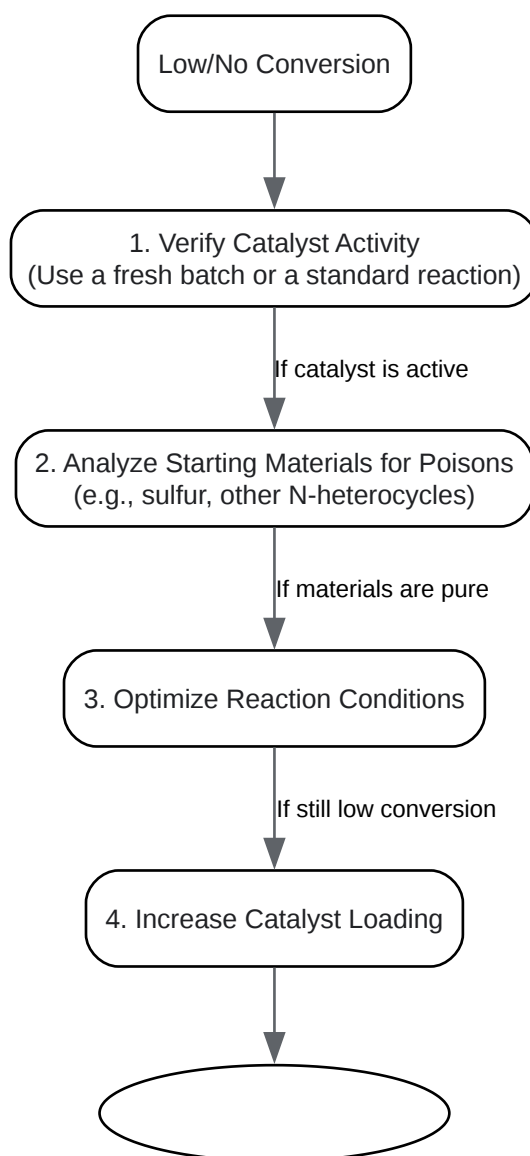 Low/No Conversion
1. Verify Catalyst Activity
(Use a fresh batch or a standard reaction)
If catalyst is active
2. Analyze Starting Materials for Poisons
(e.g., sulfur, other N-heterocycles)
If materials are pure
3. Optimize Reaction Conditions
If still low conversion
4. Increase Catalyst Loading